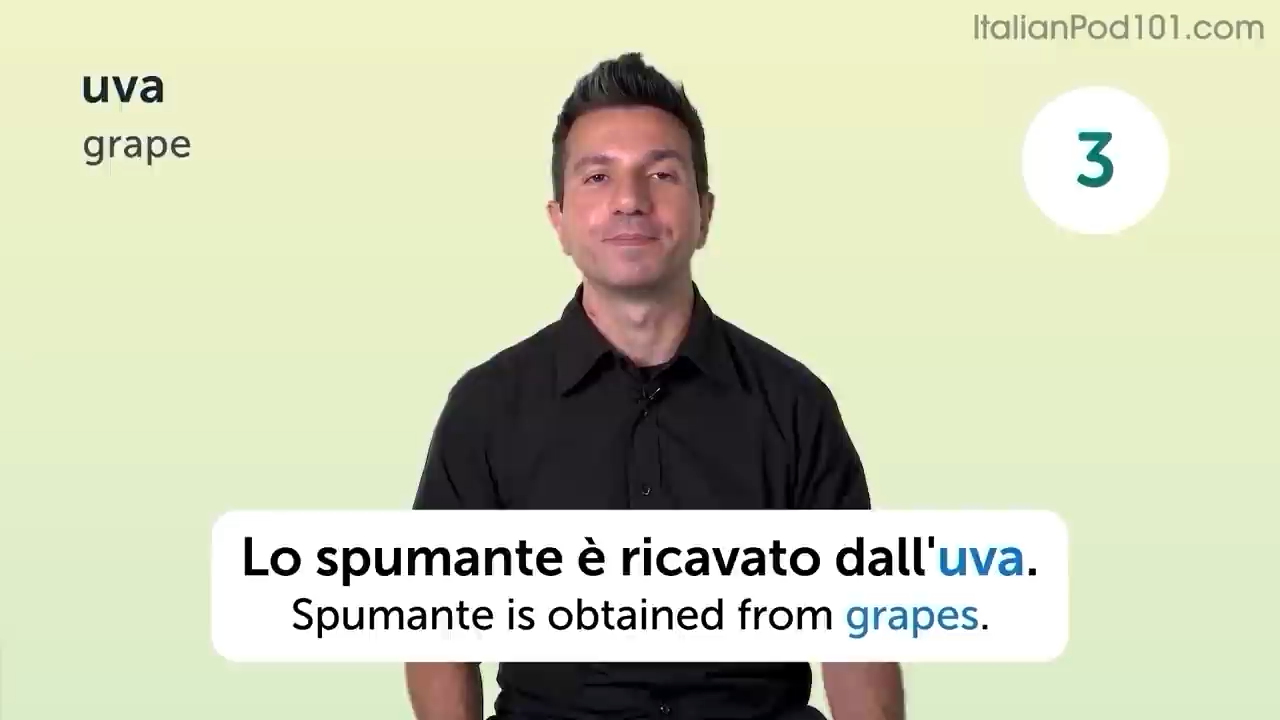 ItalianPod101.com
uva
grape
3
Lo spumante è ricavato dall'uva.
Spumante is obtained from grapes.